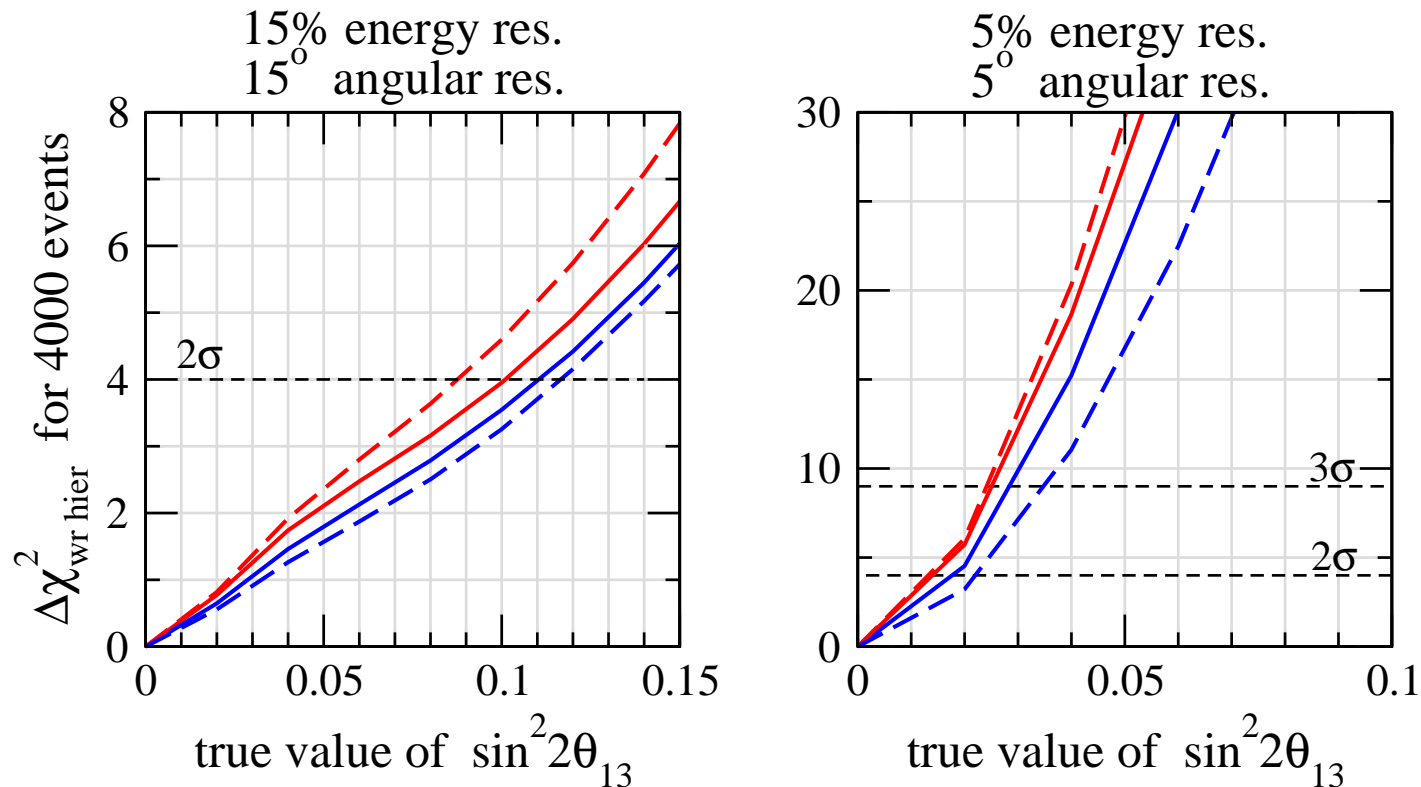 15% energy res.
15° angular res.
8
6
4
2
0
2σ
0 0.05 0.1 0.15
Δχ²wr hier for 4000 events
true value of sin²2θ13
5% energy res.
5° angular res.
30
20
10
0
3σ
2σ
0 0.05 0.1
true value of sin²2θ13